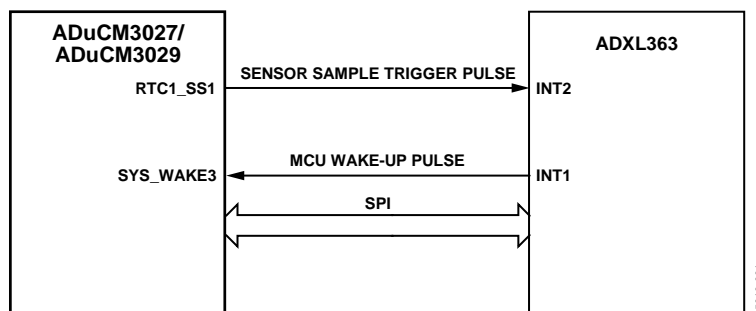 ADuCM3027/
ADuCM3029
ADXL363
RTC1_SS1
SENSOR SAMPLE TRIGGER PULSE
INT2
SYS_WAKE3
MCU WAKE-UP PULSE
INT1
SPI